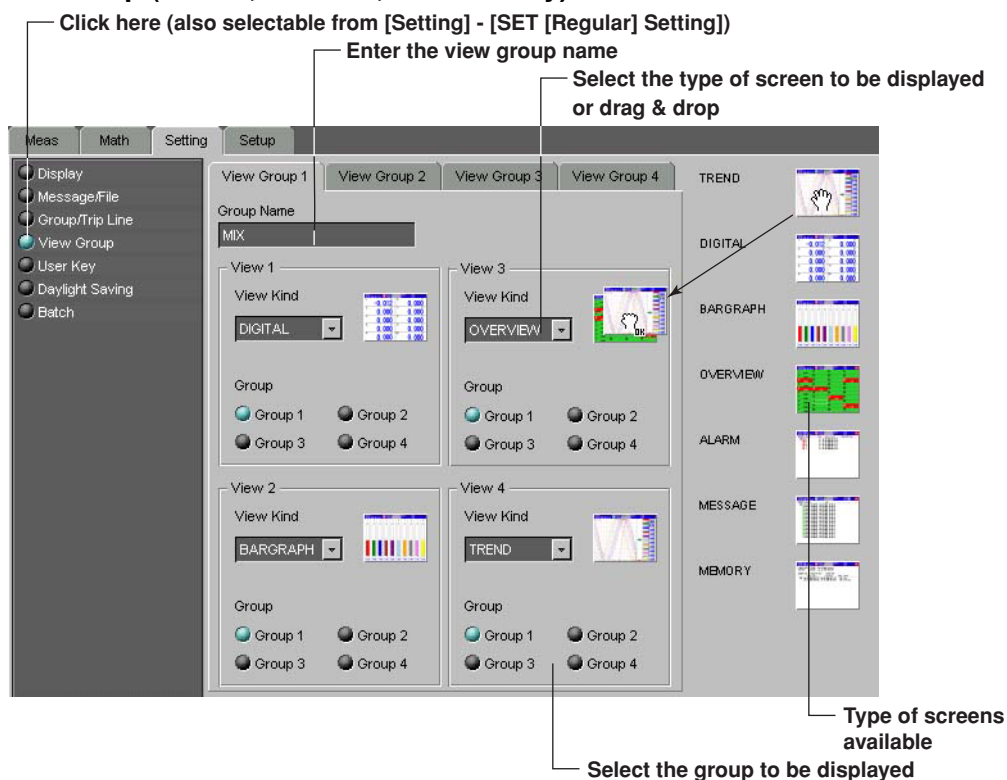 Click here (also selectable from [Setting] - [SET [Regular] Setting])
Enter the view group name
Select the type of screen to be displayed
or drag & drop
Meas Math Setting Setup
Display
Message/File
Group/Trip Line
View Group
User Key
Daylight Saving
Batch
View Group 1 View Group 2 View Group 3 View Group 4
Group Name
MIX
View 1
View Kind
DIGITAL
Group
Group 1 Group 2
Group 3 Group 4
View 3
View Kind
OVERVIEW
OK
Group
Group 1 Group 2
Group 3 Group 4
View 2
View Kind
BARGRAPH
Group
Group 1 Group 2
Group 3 Group 4
View 4
View Kind
TREND
Group
Group 1 Group 2
Group 3 Group 4
TREND
DIGITAL
BARGRAPH
OVERVIEW
ALARM
MESSAGE
MEMORY
Type of screens
available
Select the group to be displayed